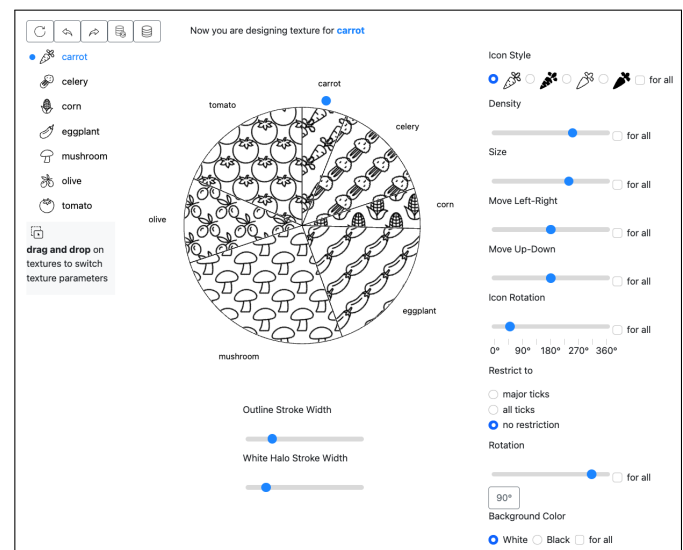 Now you are designing texture for carrot
carrot
celery
corn
eggplant
mushroom
olive
tomato
drag and drop on
textures to switch
texture parameters
carrot
tomato
celery
corn
olive
eggplant
mushroom
Outline Stroke Width
White Halo Stroke Width
Icon Style
for all
Density
for all
Size
for all
Move Left-Right
for all
Move Up-Down
for all
Icon Rotation
for all
0° 90° 180° 270° 360°
Restrict to
major ticks
all ticks
no restriction
Rotation
for all
90°
Background Color
White Black for all